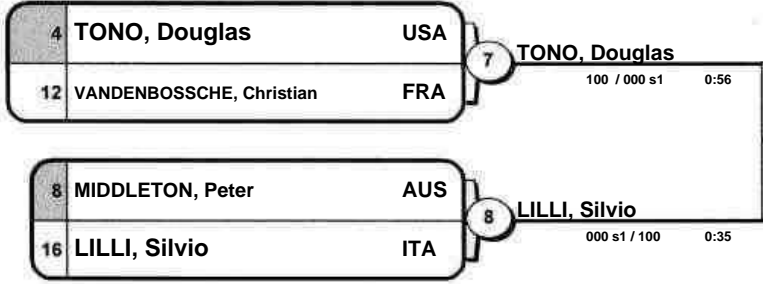 4 TONO, Douglas USA
7 TONO, Douglas
100 / 000 s1 0:56
12 VANDENBOSSCHE, Christian FRA
8 MIDDLETON, Peter AUS
8 LILLI, Silvio
000 s1 / 100 0:35
16 LILLI, Silvio ITA